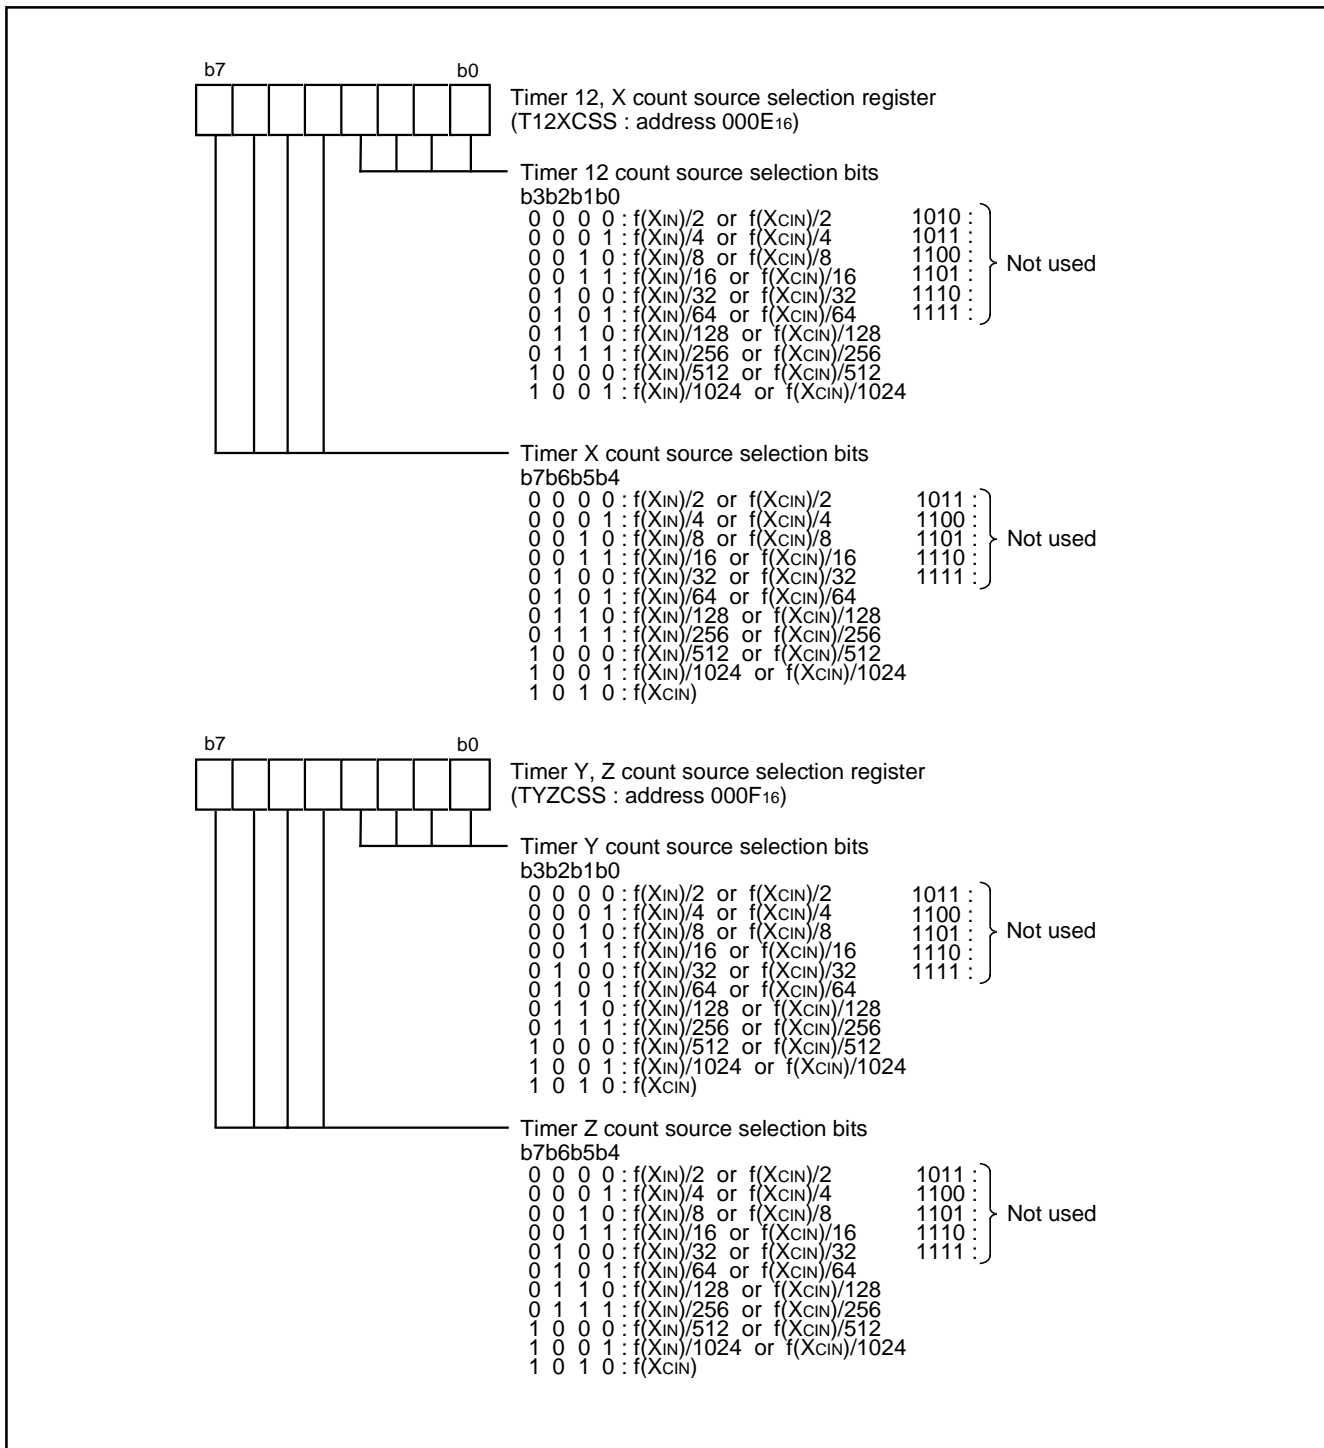 b7 b0
Timer 12, X count source selection register
(T12XCSS : address 000E16)
Timer 12 count source selection bits
b3b2b1b0
0 0 0 0 : f(XIN)/2 or f(XCIN)/2 1010 :
0 0 0 1 : f(XIN)/4 or f(XCIN)/4 1011 :
0 0 1 0 : f(XIN)/8 or f(XCIN)/8 1100 :
Not used
0 0 1 1 : f(XIN)/16 or f(XCIN)/16 1101 :
0 1 0 0 : f(XIN)/32 or f(XCIN)/32 1110 :
0 1 0 1 : f(XIN)/64 or f(XCIN)/64 1111 :
0 1 1 0 : f(XIN)/128 or f(XCIN)/128
0 1 1 1 : f(XIN)/256 or f(XCIN)/256
1 0 0 0 : f(XIN)/512 or f(XCIN)/512
1 0 0 1 : f(XIN)/1024 or f(XCIN)/1024
Timer X count source selection bits
b7b6b5b4
0 0 0 0 : f(XIN)/2 or f(XCIN)/2 1011 :
0 0 0 1 : f(XIN)/4 or f(XCIN)/4 1100 :
0 0 1 0 : f(XIN)/8 or f(XCIN)/8 1101 : Not used
0 0 1 1 : f(XIN)/16 or f(XCIN)/16 1110 :
0 1 0 0 : f(XIN)/32 or f(XCIN)/32 1111 :
0 1 0 1 : f(XIN)/64 or f(XCIN)/64
0 1 1 0 : f(XIN)/128 or f(XCIN)/128
0 1 1 1 : f(XIN)/256 or f(XCIN)/256
1 0 0 0 : f(XIN)/512 or f(XCIN)/512
1 0 0 1 : f(XIN)/1024 or f(XCIN)/1024
1 0 1 0 : f(XCIN)
b7 b0
Timer Y, Z count source selection register
(TYZCSS : address 000F16)
Timer Y count source selection bits
b3b2b1b0
0 0 0 0 : f(XIN)/2 or f(XCIN)/2 1011 :
0 0 0 1 : f(XIN)/4 or f(XCIN)/4 1100 :
0 0 1 0 : f(XIN)/8 or f(XCIN)/8 1101 : Not used
0 0 1 1 : f(XIN)/16 or f(XCIN)/16 1110 :
0 1 0 0 : f(XIN)/32 or f(XCIN)/32 1111 :
0 1 0 1 : f(XIN)/64 or f(XCIN)/64
0 1 1 0 : f(XIN)/128 or f(XCIN)/128
0 1 1 1 : f(XIN)/256 or f(XCIN)/256
1 0 0 0 : f(XIN)/512 or f(XCIN)/512
1 0 0 1 : f(XIN)/1024 or f(XCIN)/1024
1 0 1 0 : f(XCIN)
Timer Z count source selection bits
b7b6b5b4
0 0 0 0 : f(XIN)/2 or f(XCIN)/2 1011 :
0 0 0 1 : f(XIN)/4 or f(XCIN)/4 1100 :
0 0 1 0 : f(XIN)/8 or f(XCIN)/8 1101 : Not used
0 0 1 1 : f(XIN)/16 or f(XCIN)/16 1110 :
0 1 0 0 : f(XIN)/32 or f(XCIN)/32 1111 :
0 1 0 1 : f(XIN)/64 or f(XCIN)/64
0 1 1 0 : f(XIN)/128 or f(XCIN)/128
0 1 1 1 : f(XIN)/256 or f(XCIN)/256
1 0 0 0 : f(XIN)/512 or f(XCIN)/512
1 0 0 1 : f(XIN)/1024 or f(XCIN)/1024
1 0 1 0 : f(XCIN)